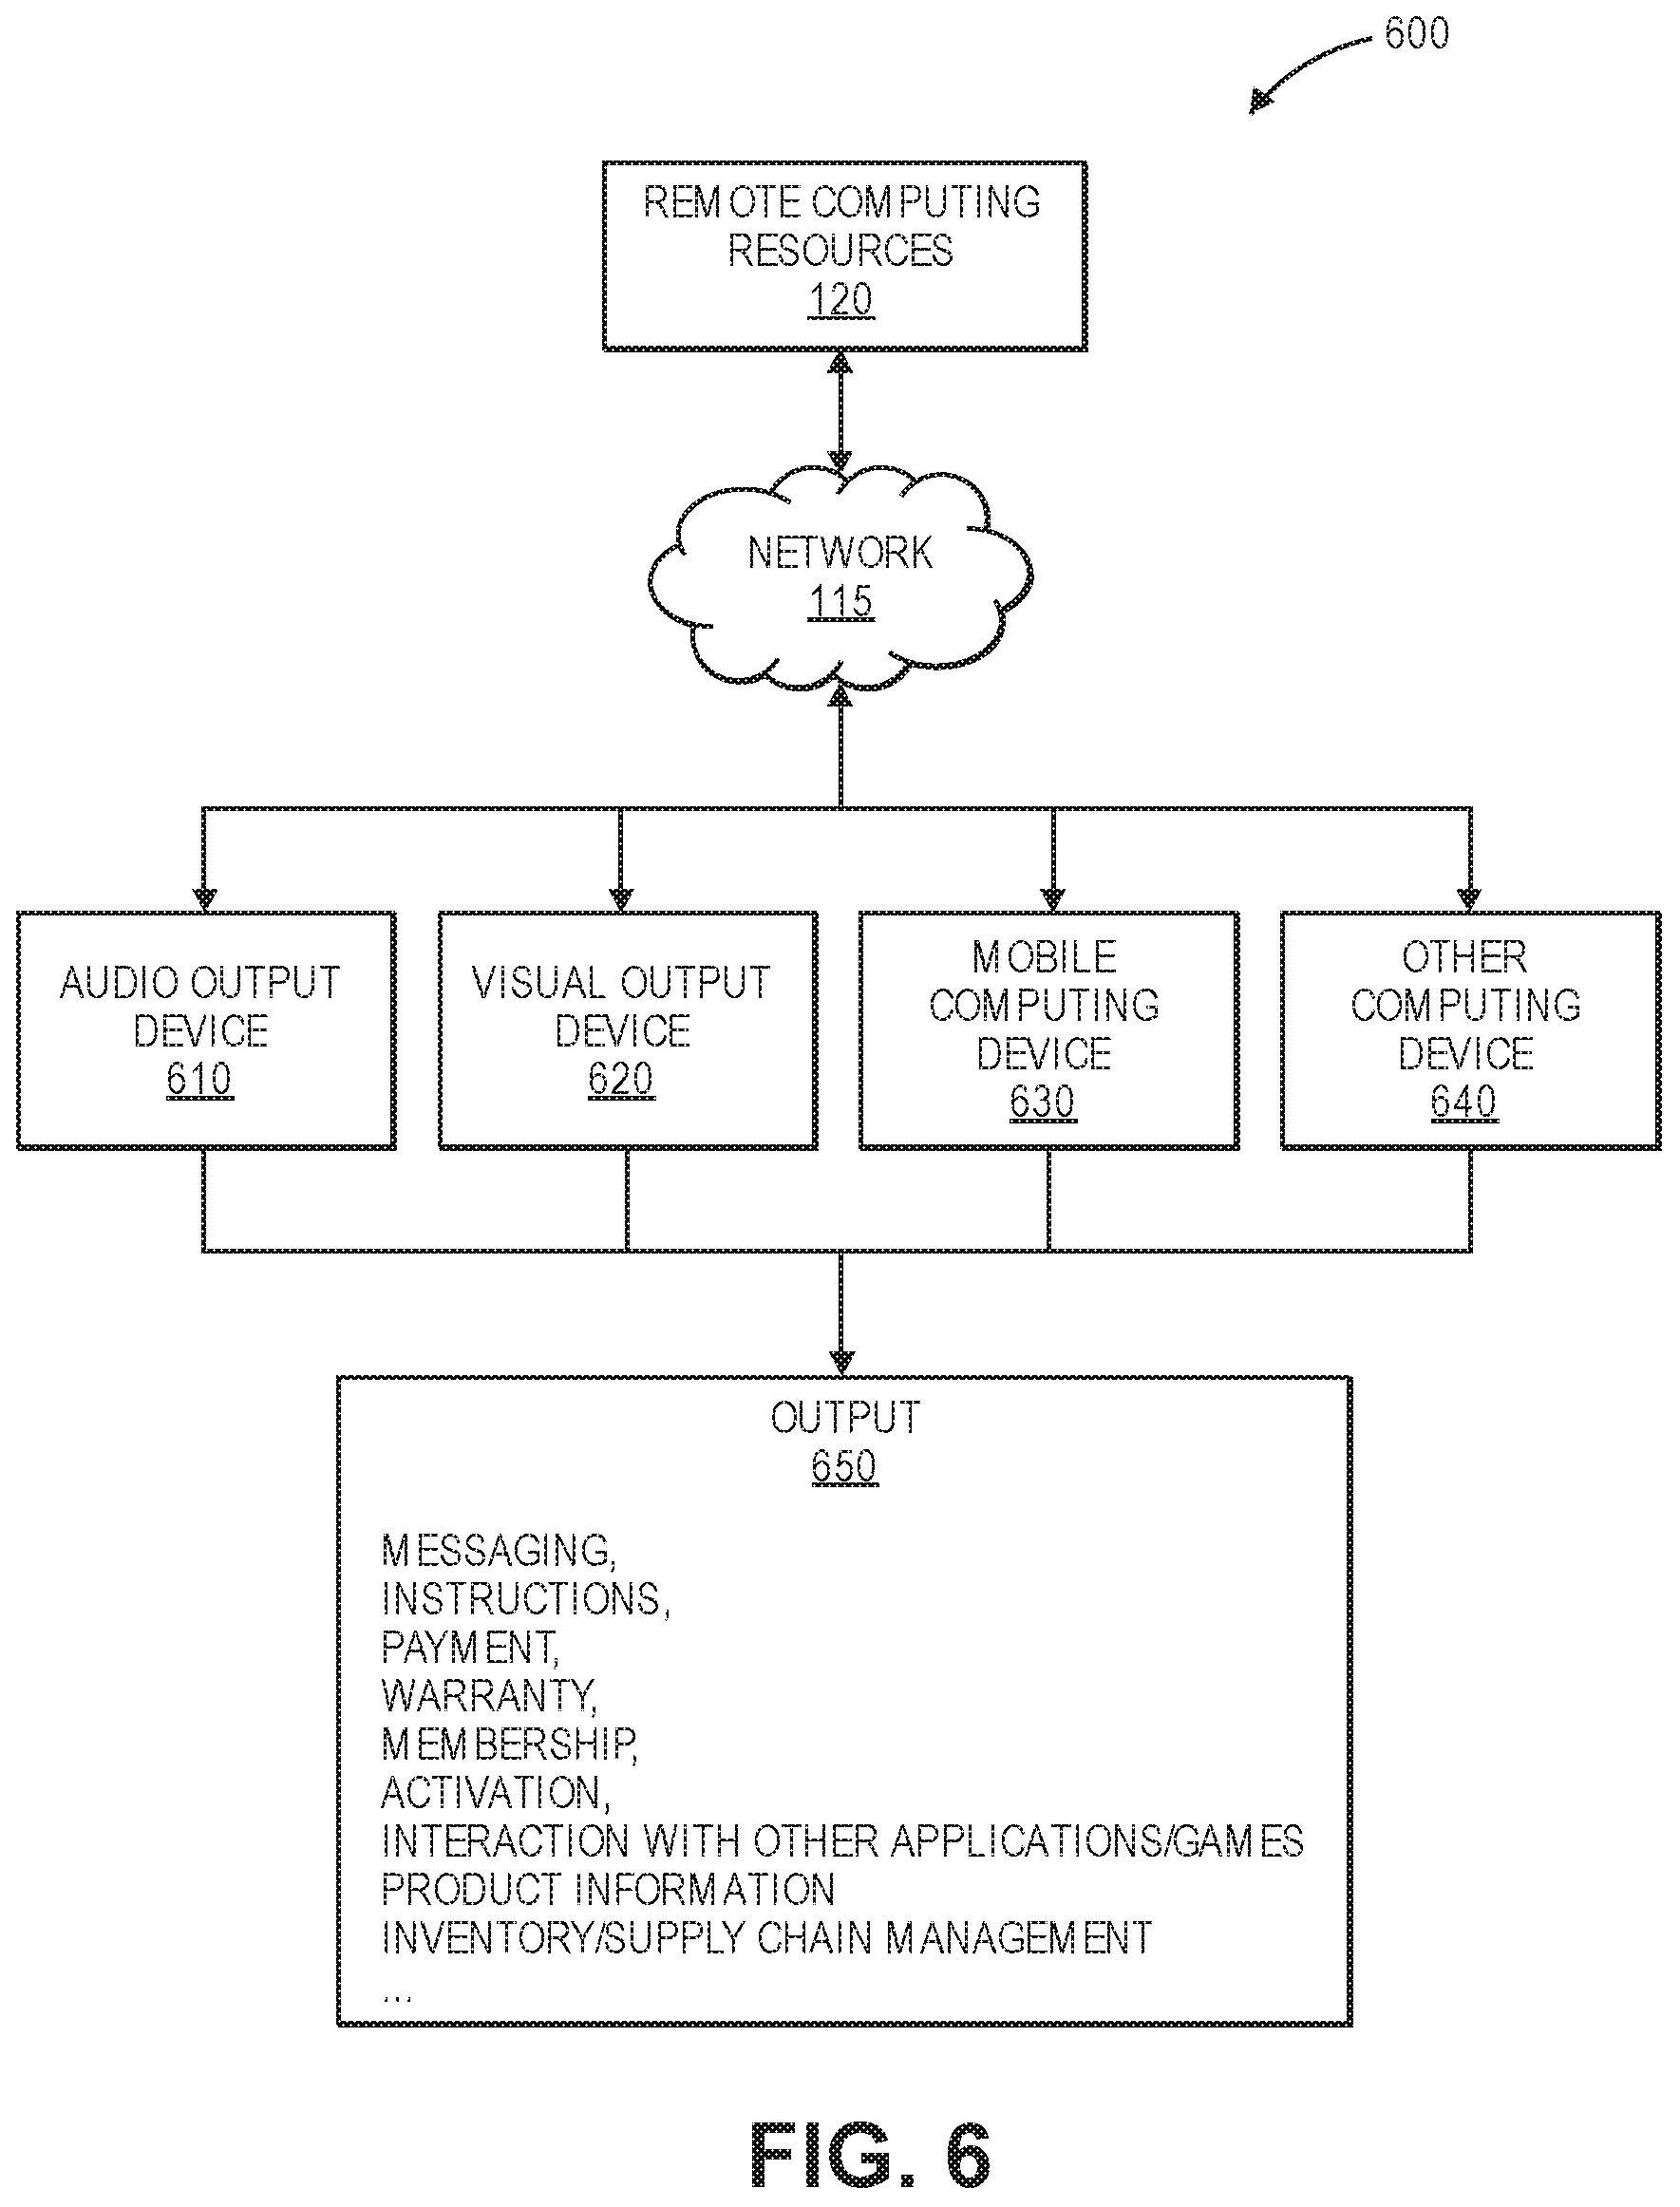 600
REMOTE COMPUTING
RESOURCES
120
NETWORK
115
AUDIO OUTPUT
DEVICE
610
VISUAL OUTPUT
DEVICE
620
MOBILE
COMPUTING
DEVICE
630
OTHER
COMPUTING
DEVICE
640
OUTPUT
650
MESSAGING,
INSTRUCTIONS,
PAYMENT,
WARRANTY,
MEMBERSHIP,
ACTIVATION,
INTERACTION WITH OTHER APPLICATIONS/GAMES
PRODUCT INFORMATION
INVENTORY/SUPPLY CHAIN MANAGEMENT
...
FIG. 6